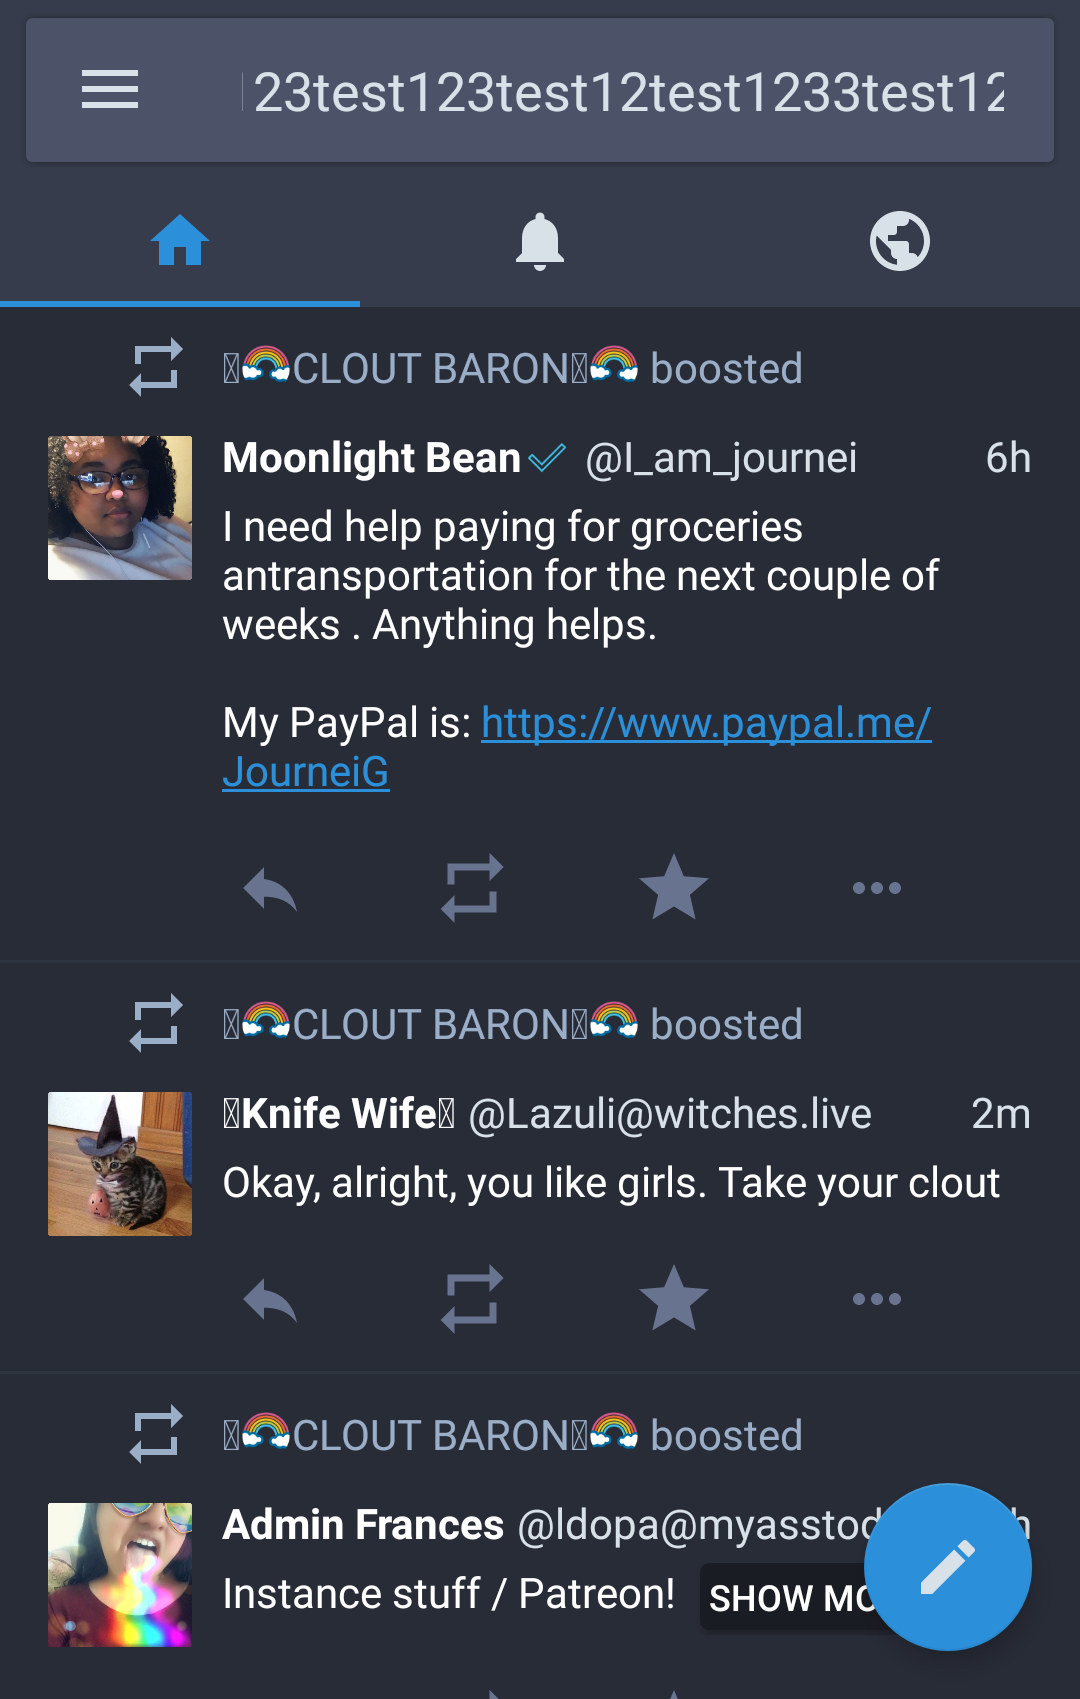 23test123test12test1233test12
🌈CLOUT BARON🌈 boosted
Moonlight Bean @I_am_journei 6h
I need help paying for groceries
antransportation for the next couple of
weeks . Anything helps.
My PayPal is: https://www.paypal.me/
JourneiG
🌈CLOUT BARON🌈 boosted
Knife Wife @Lazuli@witches.live 2m
Okay, alright, you like girls. Take your clout
🌈CLOUT BARON🌈 boosted
Admin Frances @ldopa@myasstod h
Instance stuff / Patreon! SHOW MO